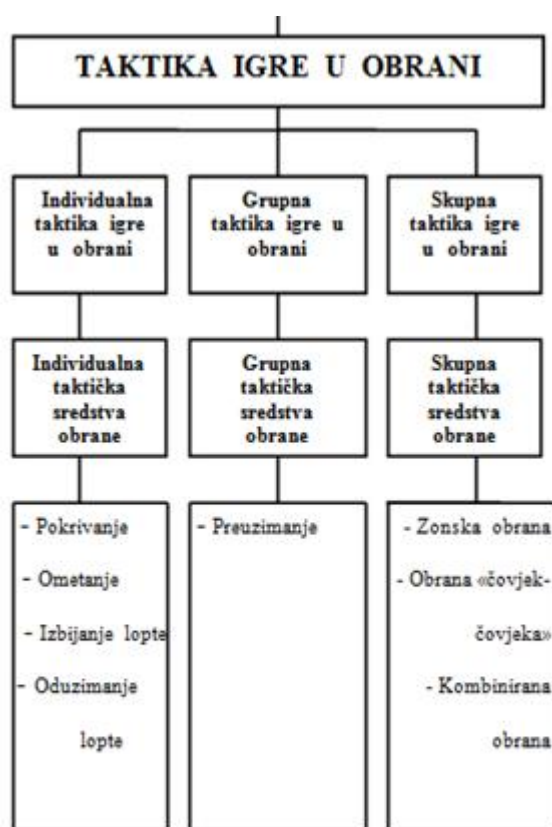 TAKTIKA IGRE U OBRANI
Individualna
taktika igre
u obrani
Grupna
taktika igre u
obrani
Skupna
taktika igre
u obrani
Individualna
taktička
sredstva
obrane
Grupna
taktička
sredstva
obrane
Skupna
taktička
sredstva
obrane
- Pokrivanje
- Ometanje
- Izbijanje lopte
- Oduzimanje
lopte
- Preuzimanje
- Zonska obrana
- Obrana «čovjek-
čovjeka»
- Kombinirana
obrana